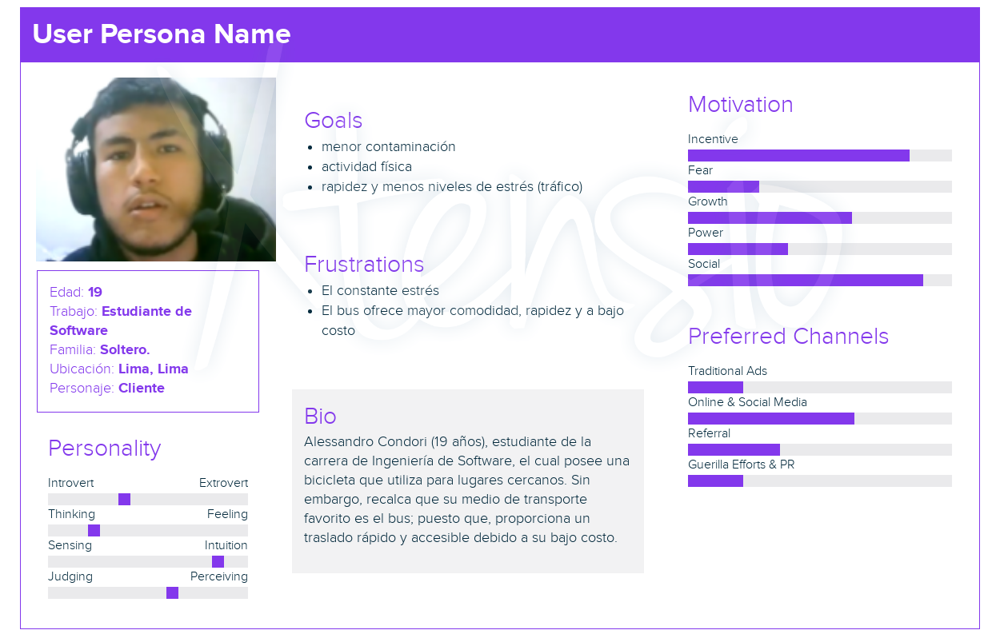 User Persona Name
Edad: 19
Trabajo: Estudiante de
Software
Familia: Soltero.
Ubicación: Lima, Lima
Personaje: Cliente
Personality
Introvert Extrovert
Thinking Feeling
Sensing Intuition
Judging Perceiving
Goals
menor contaminación
actividad física
rapidez y menos niveles de estrés (tráfico)
Frustrations
El constante estrés
El bus ofrece mayor comodidad, rapidez y a bajo
costo
Bio
Alessandro Condori (19 años), estudiante de la
carrera de Ingeniería de Software, el cual posee una
bicicleta que utiliza para lugares cercanos. Sin
embargo, recalca que su medio de transporte
favorito es el bus; puesto que, proporciona un
traslado rápido y accesible debido a su bajo costo.
Motivation
Incentive
Fear
Growth
Power
Social
Preferred Channels
Traditional Ads
Online & Social Media
Referral
Guerilla Efforts & PR
Xtensio